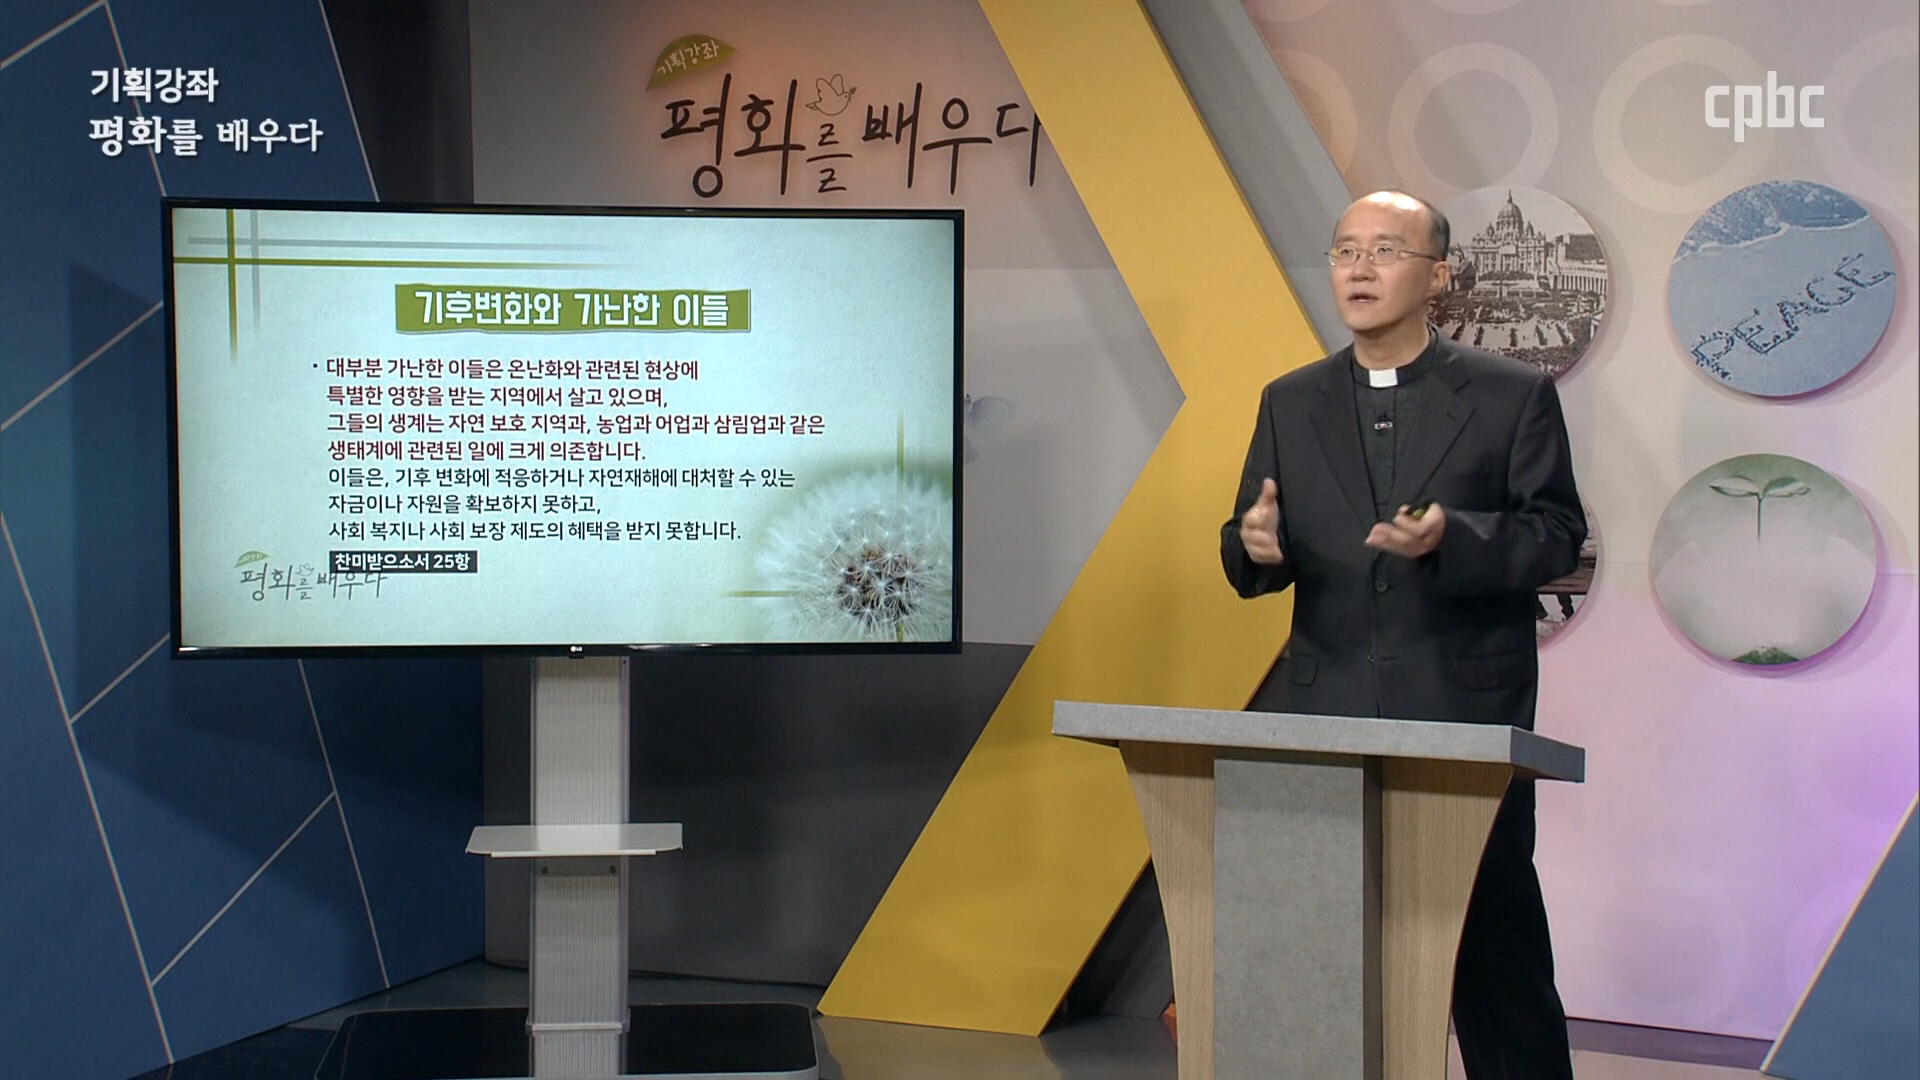 기획강좌
평화를 배우다
cpbc
기획강좌
평화를 배우다
기후변화와 가난한 이들
· 대부분 가난한 이들은 온난화와 관련된 현상에
특별한 영향을 받는 지역에서 살고 있으며,
그들의 생계는 자연 보호 지역과, 농업과 어업과 삼림업과 같은
생태계에 관련된 일에 크게 의존합니다.
이들은, 기후 변화에 적응하거나 자연재해에 대처할 수 있는
자금이나 자원을 확보하지 못하고,
사회 복지나 사회 보장 제도의 혜택을 받지 못합니다.
찬미받으소서 25항
기획강좌
평화를 배우다
LG
PEACE